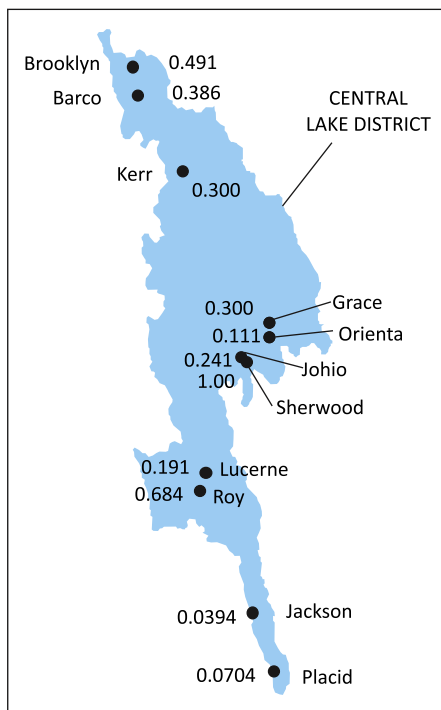 Brooklyn 0.491
Barco 0.386
CENTRAL
LAKE DISTRICT
Kerr
0.300
0.300 Grace
0.111 Orienta
0.241 Johio
1.00
Sherwood
0.191 Lucerne
0.684 Roy
0.0394 Jackson
0.0704 Placid